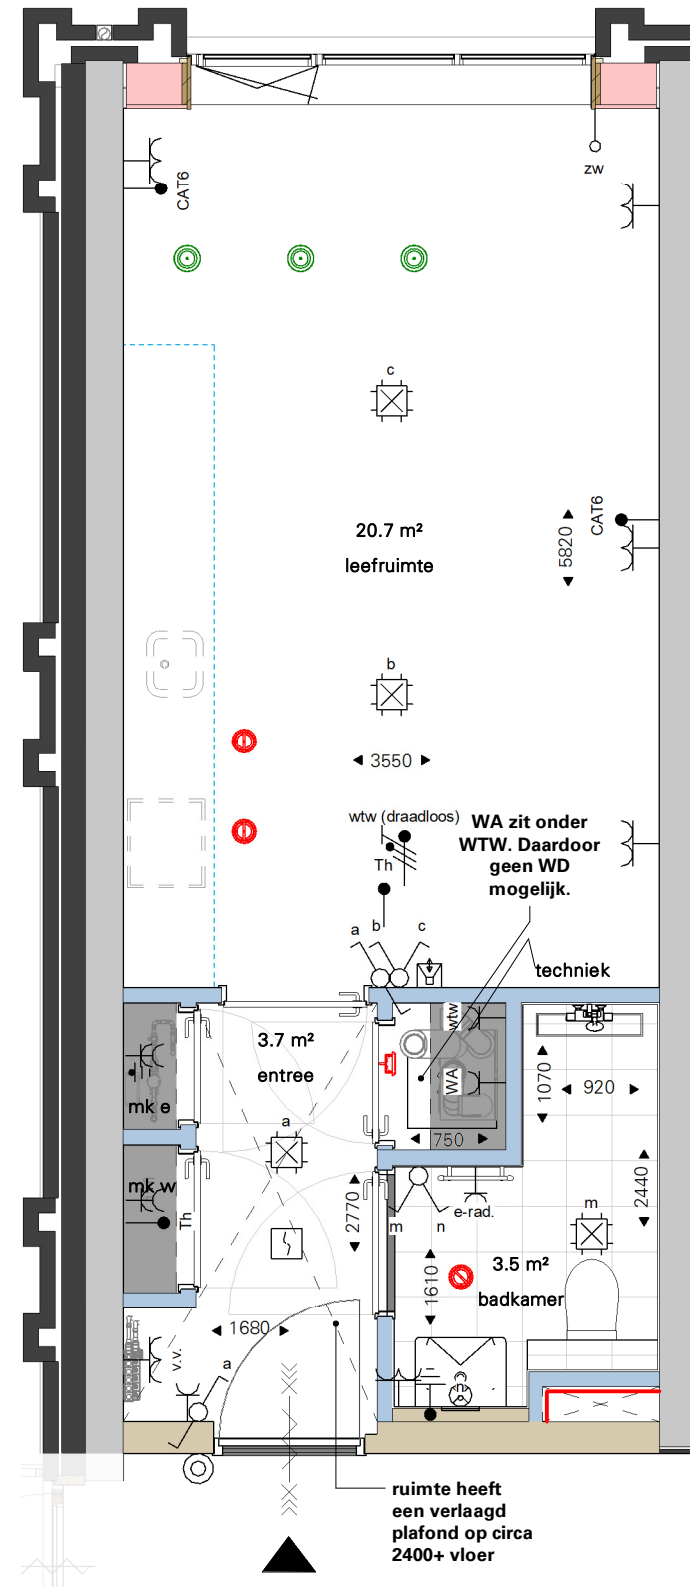 zw
CAT6
c
20.7 m²
leefruimte
5820
CAT6
b
3550
wtw (draadloos)
Th
WA zit onder
WTW. Daardoor
geen WD
mogelijk.
a
b
c
techniek
3.7 m²
entree
wtw
WA
750
1070
920
mk e
a
mk w
Th
2770
m
n
e-rad.
2440
m
3.5 m²
badkamer
1610
1680
v.v.
a
n
ruimte heeft
een verlaagd
plafond op circa
2400+ vloer